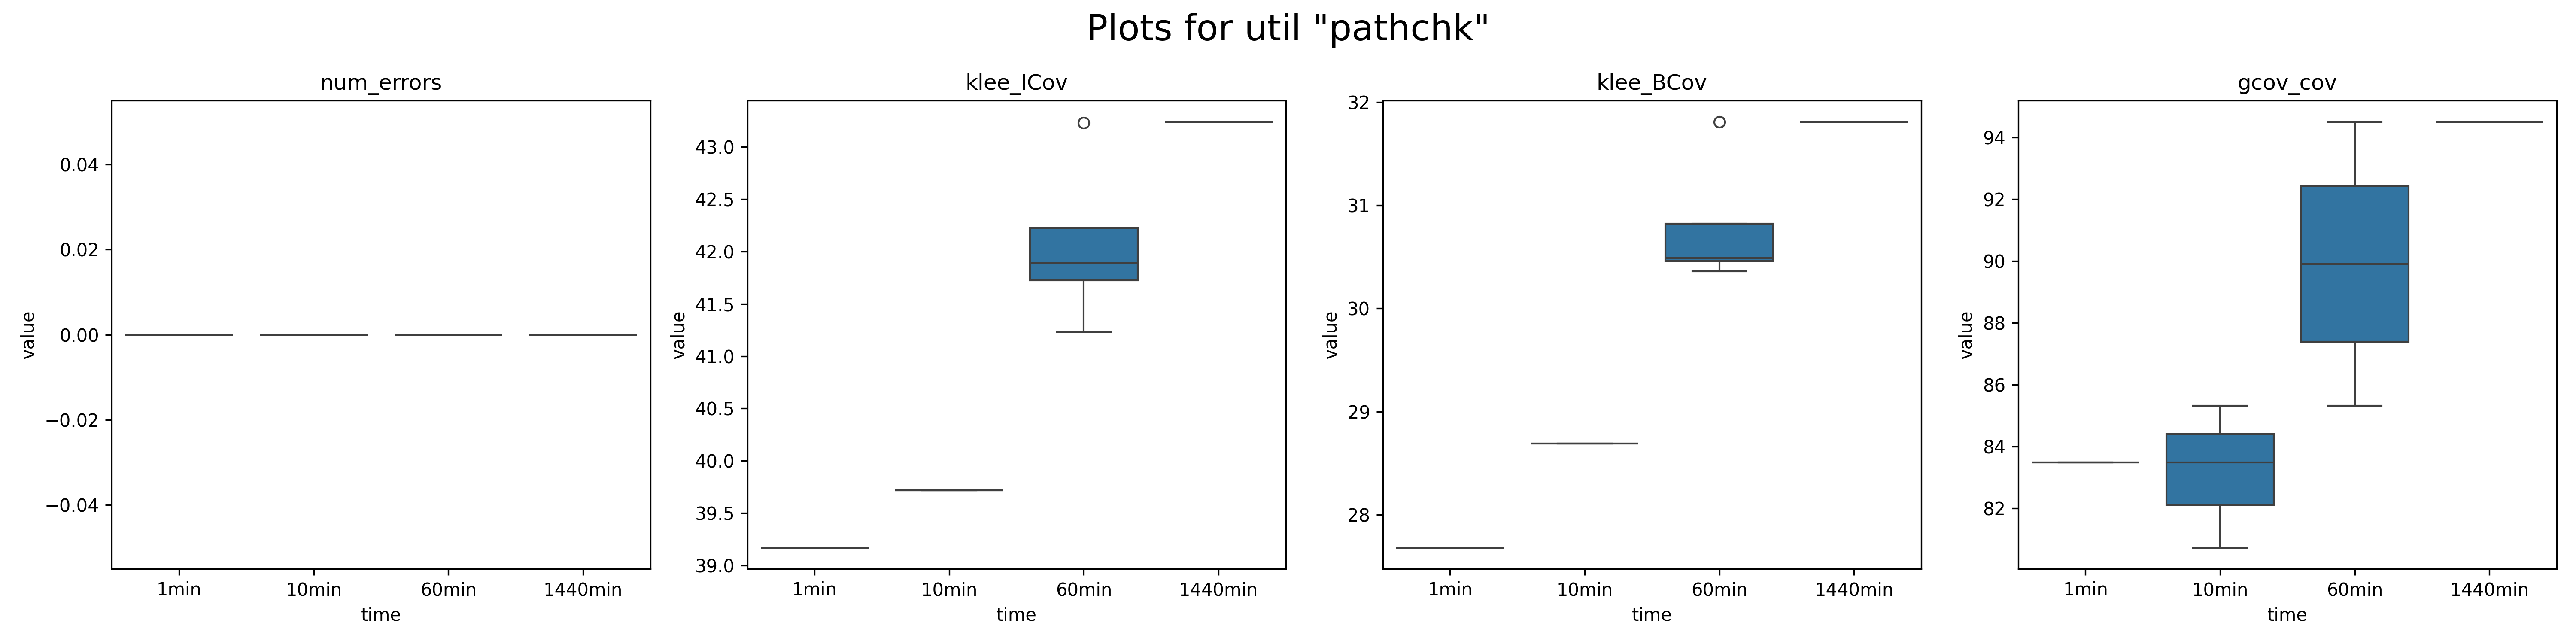 Plots for util "pathchk"
num_errors
value
0.04
0.02
0.00
−0.02
−0.04
1min 10min 60min 1440min
time
klee_ICov
value
43.0
42.5
42.0
41.5
41.0
40.5
40.0
39.5
39.0
1min 10min 60min 1440min
time
klee_BCov
value
32
31
30
29
28
1min 10min 60min 1440min
time
gcov_cov
value
94
92
90
88
86
84
82
1min 10min 60min 1440min
time